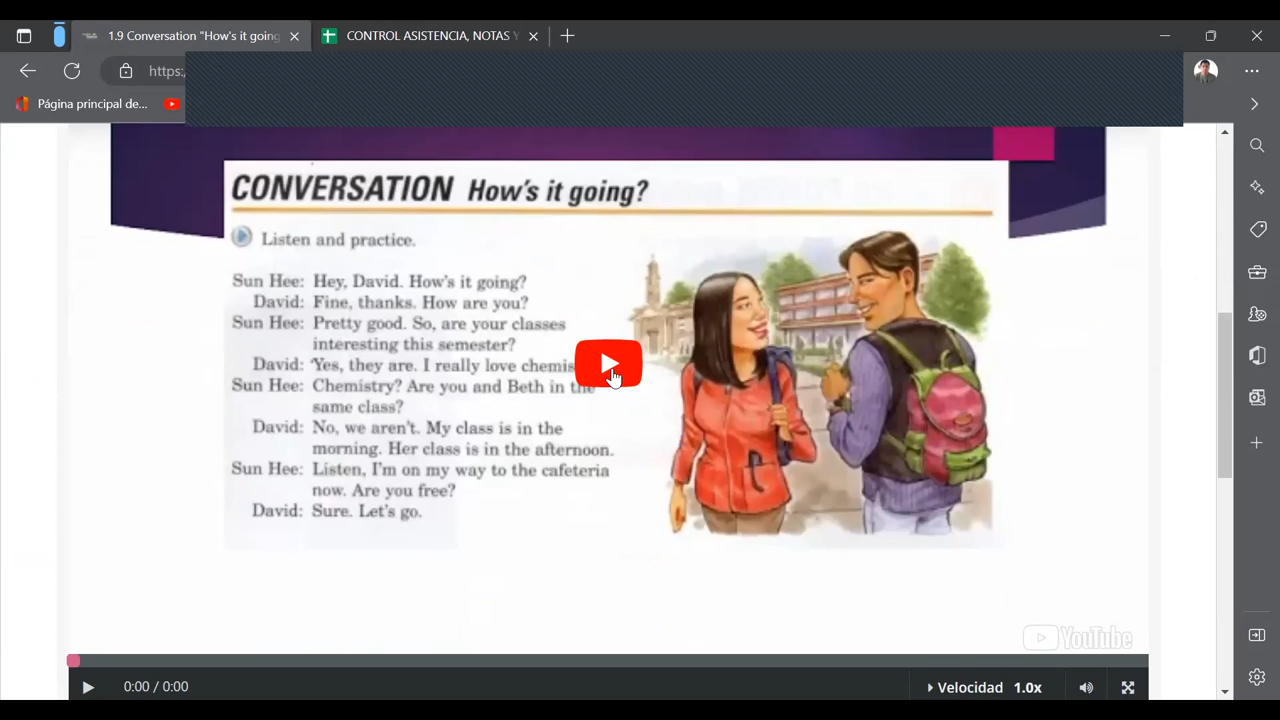 1.9 Conversation "How's it going
CONTROL ASISTENCIA, NOTAS Y
https:/
Página principal de...
CONVERSATION How's it going?
Listen and practice.
Sun Hee: Hey, David. How's it going?
David: Fine, thanks. How are you?
Sun Hee: Pretty good. So, are your classes
interesting this semester?
David: Yes, they are. I really love chemis
Sun Hee: Chemistry? Are you and Beth in the
same class?
David: No, we aren't. My class is in the
morning. Her class is in the afternoon.
Sun Hee: Listen, I'm on my way to the cafeteria
now. Are you free?
David: Sure. Let's go.
YouTube
0:00 / 0:00
Velocidad 1.0x